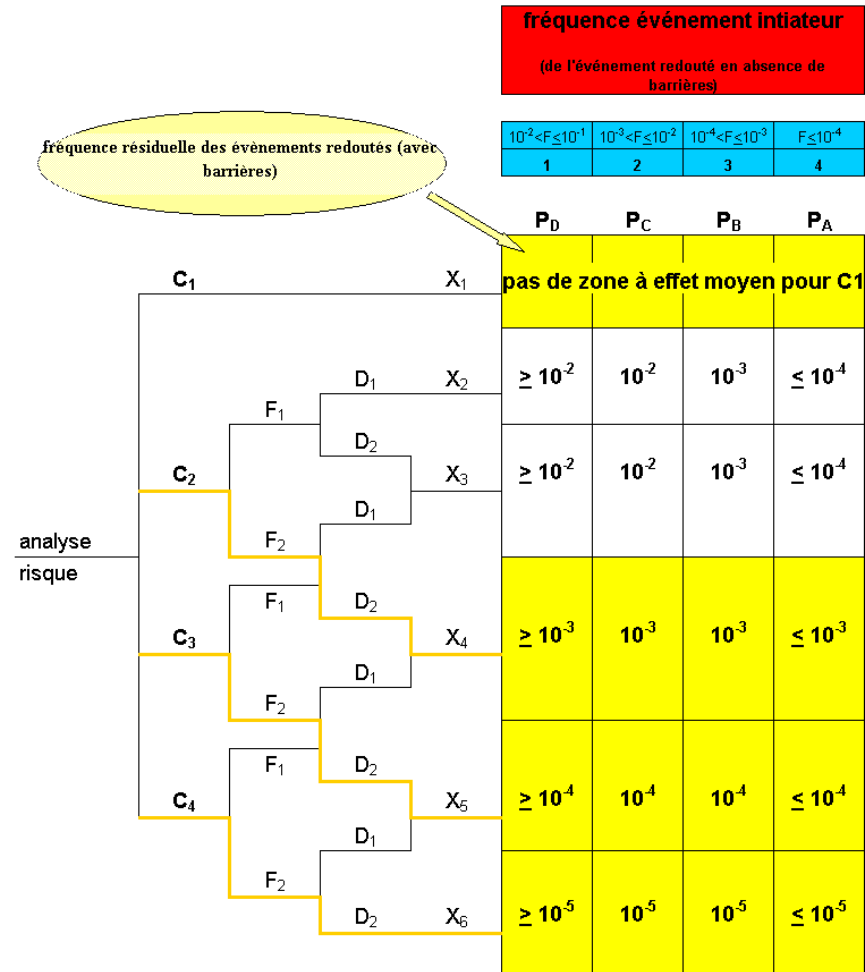 fréquence événement intiateur
(de l'événement redouté en absence de
barrières)
fréquence résiduelle des évènements redoutés (avec
barrières)
10⁻²<F≤10⁻¹ 10⁻³<F≤10⁻² 10⁻⁴<F≤10⁻³ F≤10⁻⁴
1 2 3 4
P_D P_C P_B P_A
C₁ X₁ pas de zone à effet moyen pour C1
D₁ X₂ ≥ 10⁻² 10⁻² 10⁻³ ≤ 10⁻⁴
F₁
D₂
C₂ X₃ ≥ 10⁻² 10⁻² 10⁻³ ≤ 10⁻⁴
D₁
analyse
F₂
risque
F₁ D₂
C₃ X₄ ≥ 10⁻³ 10⁻³ 10⁻³ ≤ 10⁻³
D₁
F₂
F₁ D₂
C₄ X₅ ≥ 10⁻⁴ 10⁻⁴ 10⁻⁴ ≤ 10⁻⁴
D₁
F₂
D₂ X₆ ≥ 10⁻⁵ 10⁻⁵ 10⁻⁵ ≤ 10⁻⁵